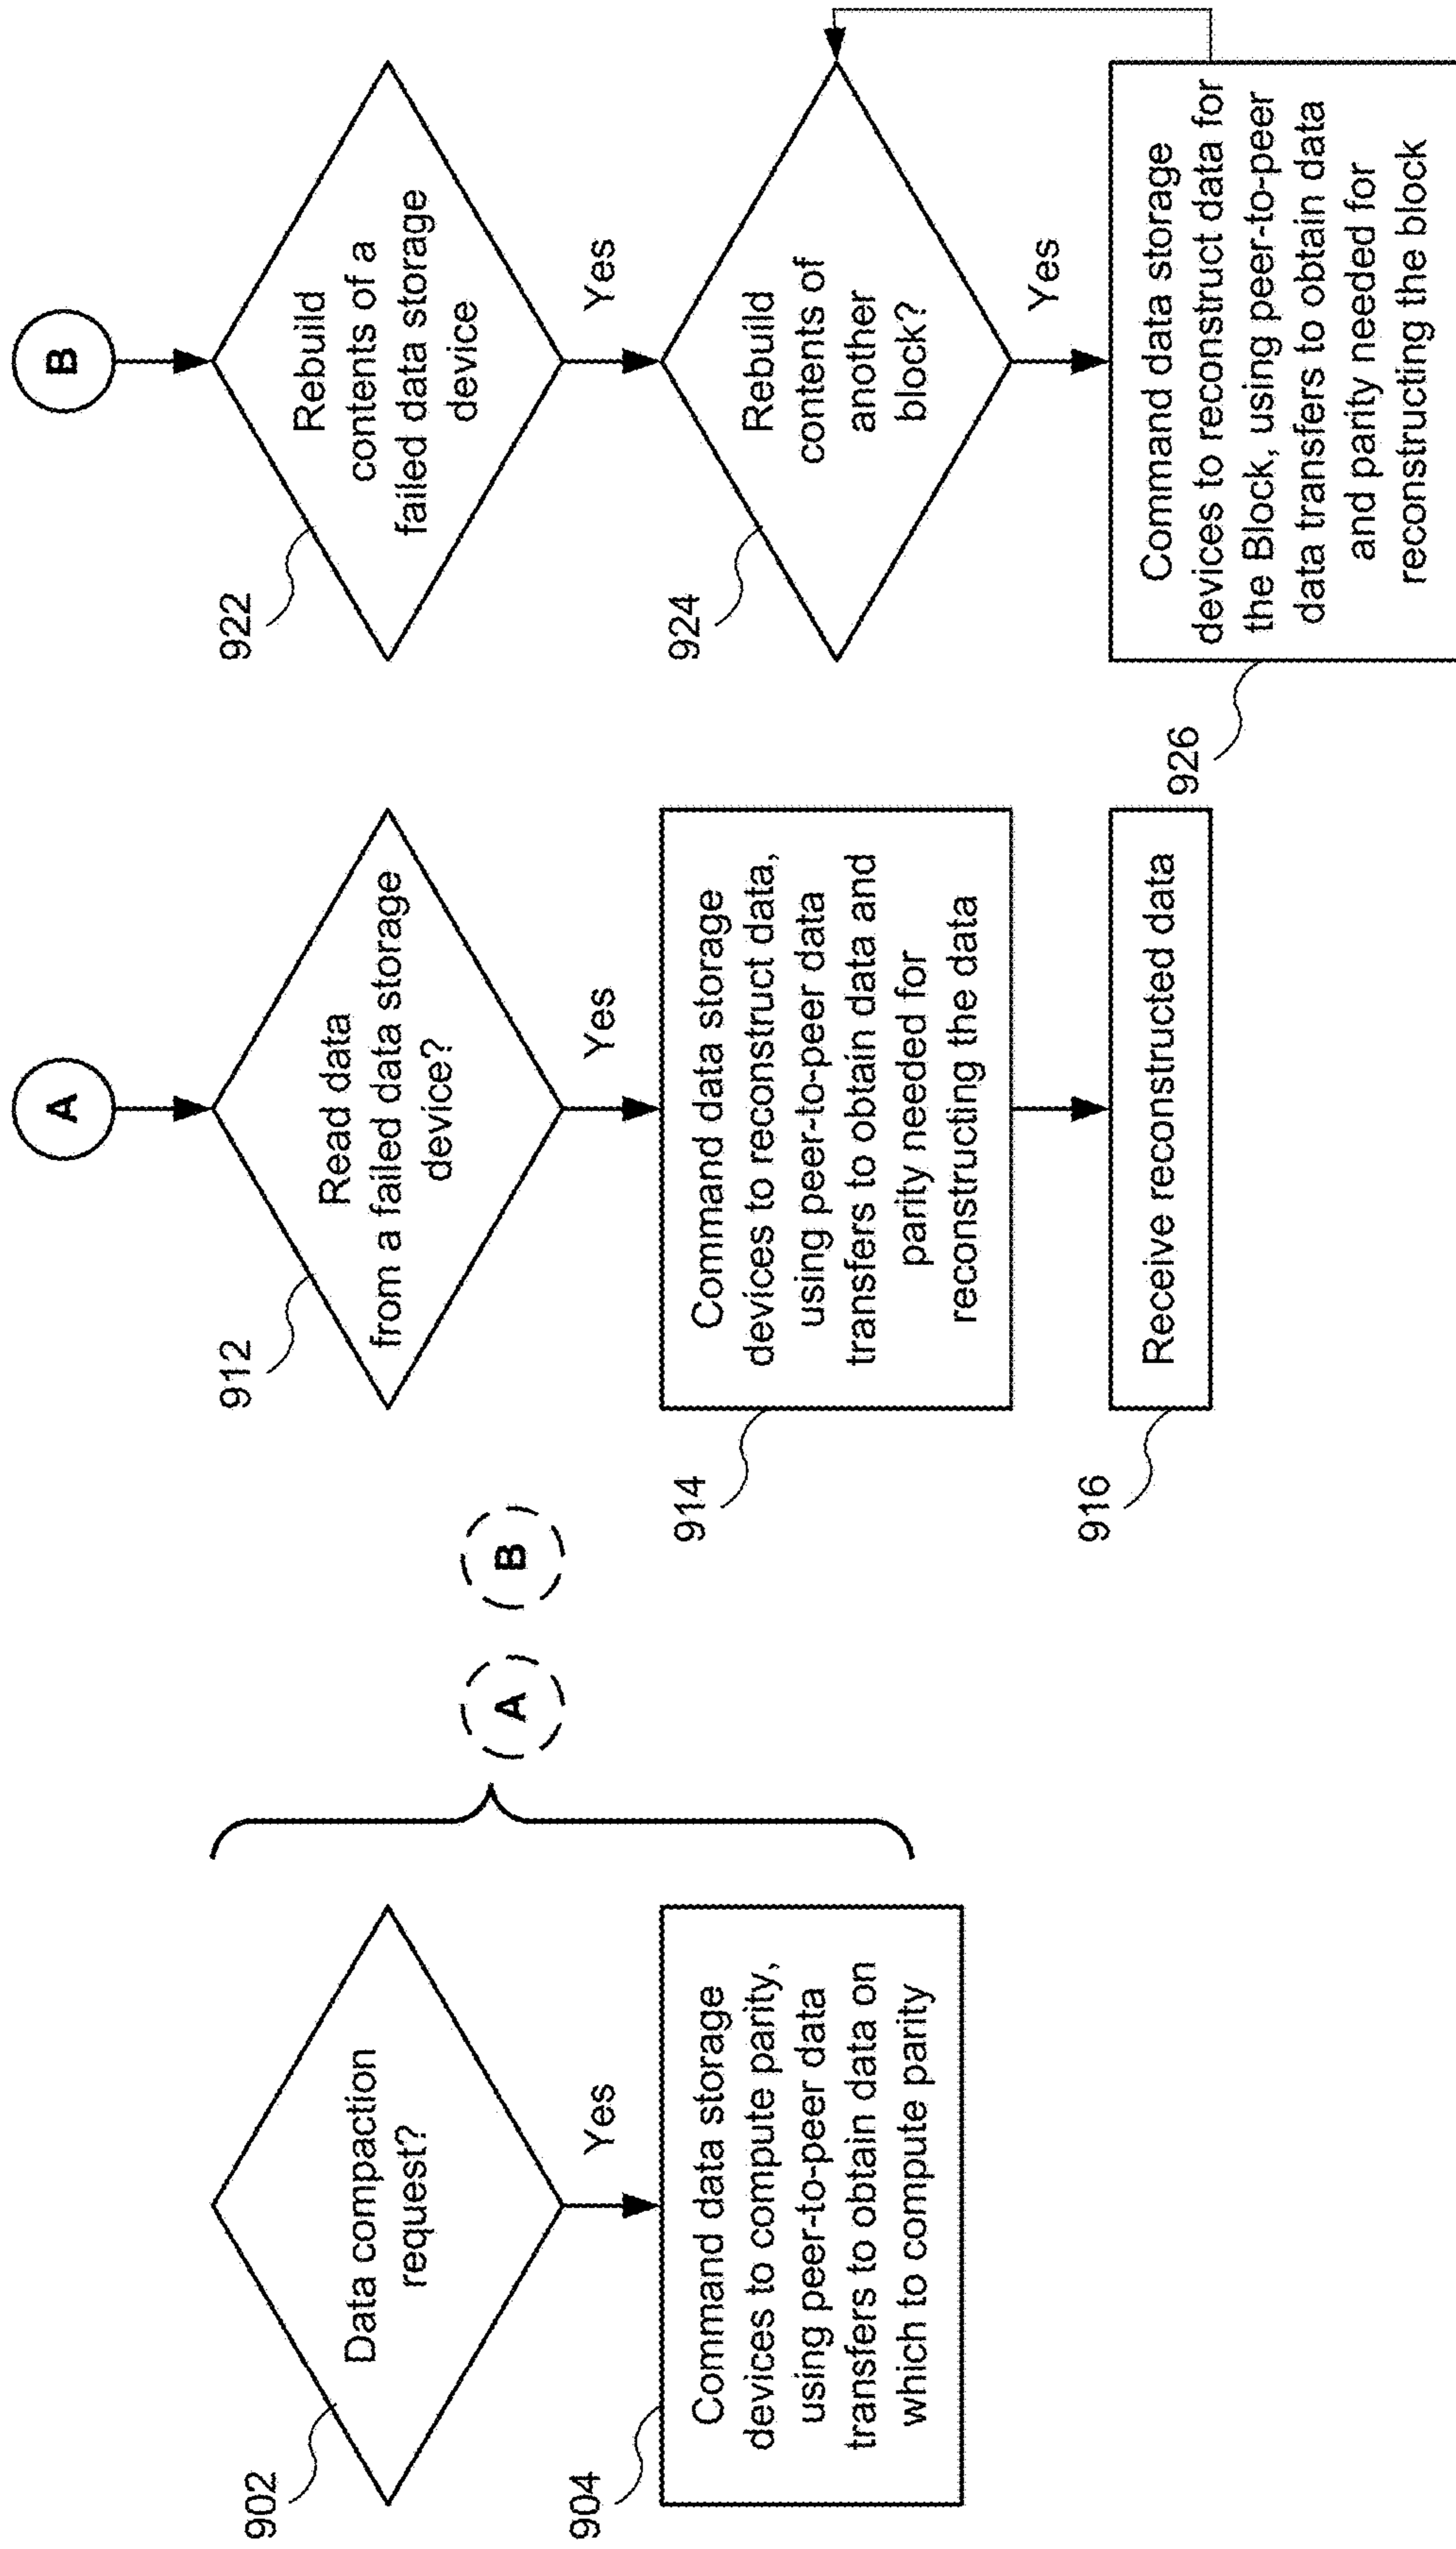 902
Data compaction
request?
Yes
904
Command data storage
devices to compute parity,
using peer-to-peer data
transfers to obtain data on
which to compute parity
A
B
A
912
Read data
from a failed data storage
device?
Yes
914
Command data storage
devices to reconstruct data,
using peer-to-peer data
transfers to obtain data and
parity needed for
reconstructing the data
916
Receive reconstructed data
B
922
Rebuild
contents of a
failed data storage
device
Yes
924
Rebuild
contents of
another
block?
Yes
926
Command data storage
devices to reconstruct data for
the Block, using peer-to-peer
data transfers to obtain data
and parity needed for
reconstructing the block